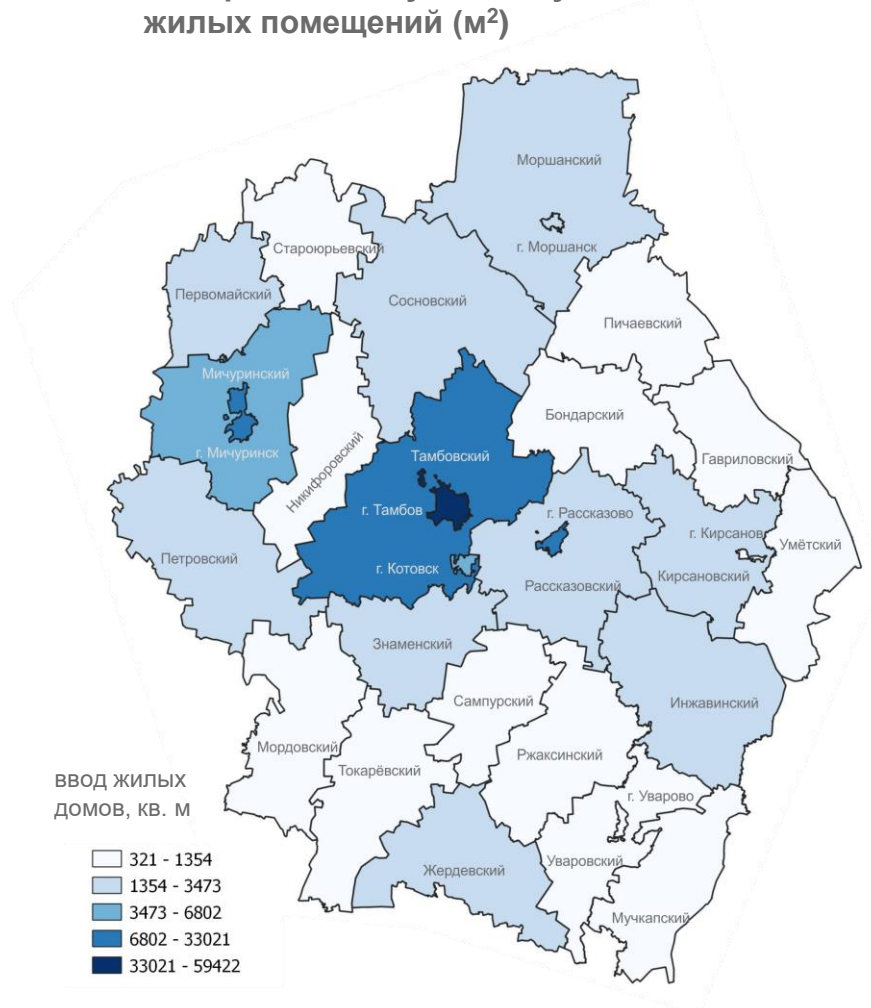 жилых помещений (м²)
Моршанский
г. Моршанск
Староюрьевский
Первомайский
Сосновский
Пичаевский
Мичуринский
Бондарский
г. Мичуринск
Никифоровский
Тамбовский
Гавриловский
г. Тамбов
г. Рассказово
г. Кирсанов
Умётский
Петровский
г. Котовск
Рассказовский
Кирсановский
Знаменский
Сампурский
Инжавинский
Мордовский
Токарёвский
Ржаксинский
г. Уварово
Жердевский
Уваровский
Мучкапский
ввод жилых
домов, кв. м
321 - 1354
1354 - 3473
3473 - 6802
6802 - 33021
33021 - 59422